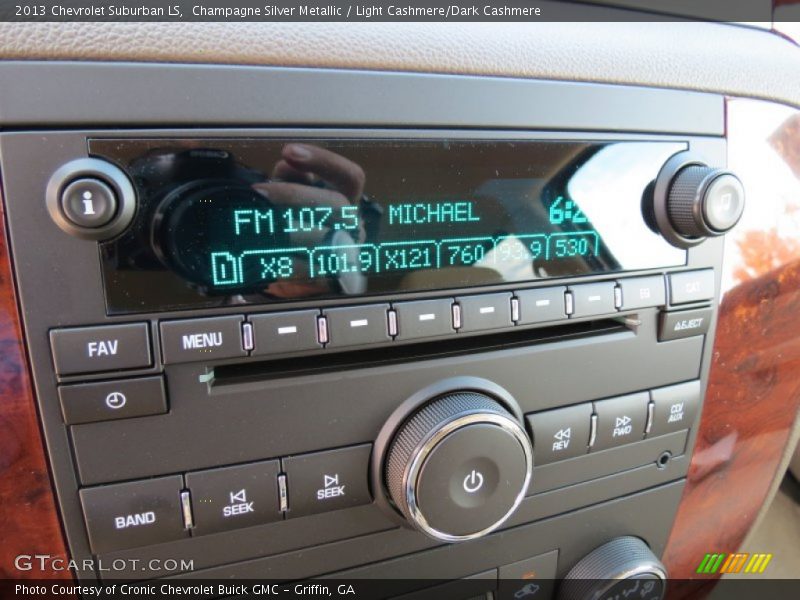 2013 Chevrolet Suburban LS,  Champagne Silver Metallic / Light Cashmere/Dark Cashmere
i
FM 107.5 MICHAEL
D X8 101.9 X121 760 93.9 530
FAV MENU EQ CAT
EJECT
REV FWD CD/AUX
BAND SEEK SEEK
GTCARLOT.COM
Photo Courtesy of Cronic Chevrolet Buick GMC - Griffin, GA